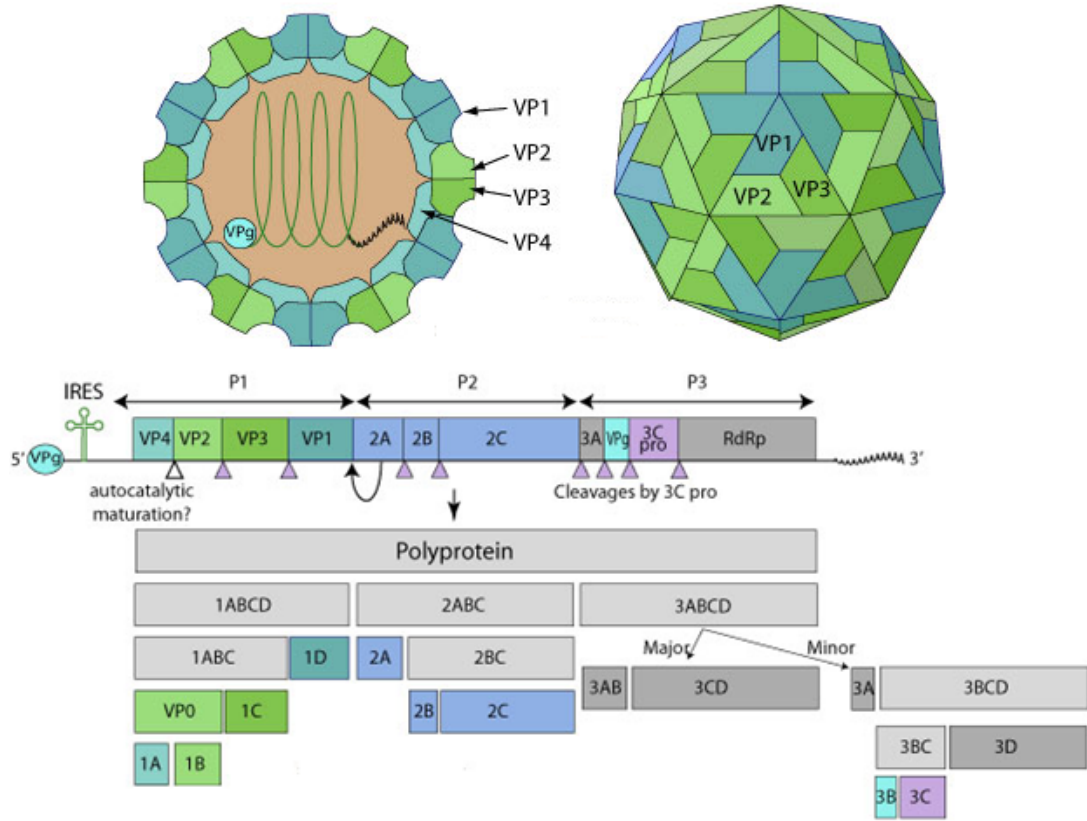 VP1
VP2
VP3
VP4
VPg
VP1
VP2
VP3
P1
P2
P3
IRES
5’
VPg
VP4
VP2
VP3
VP1
2A
2B
2C
3A
VPg
3C
pro
RdRp
3’
autocatalytic
maturation?
Cleavages by 3C pro
Polyprotein
1ABCD
2ABC
3ABCD
Major
Minor
1ABC
1D
2A
2BC
3AB
3CD
3A
3BCD
VP0
1C
2B
2C
3BC
3D
1A
1B
3B
3C